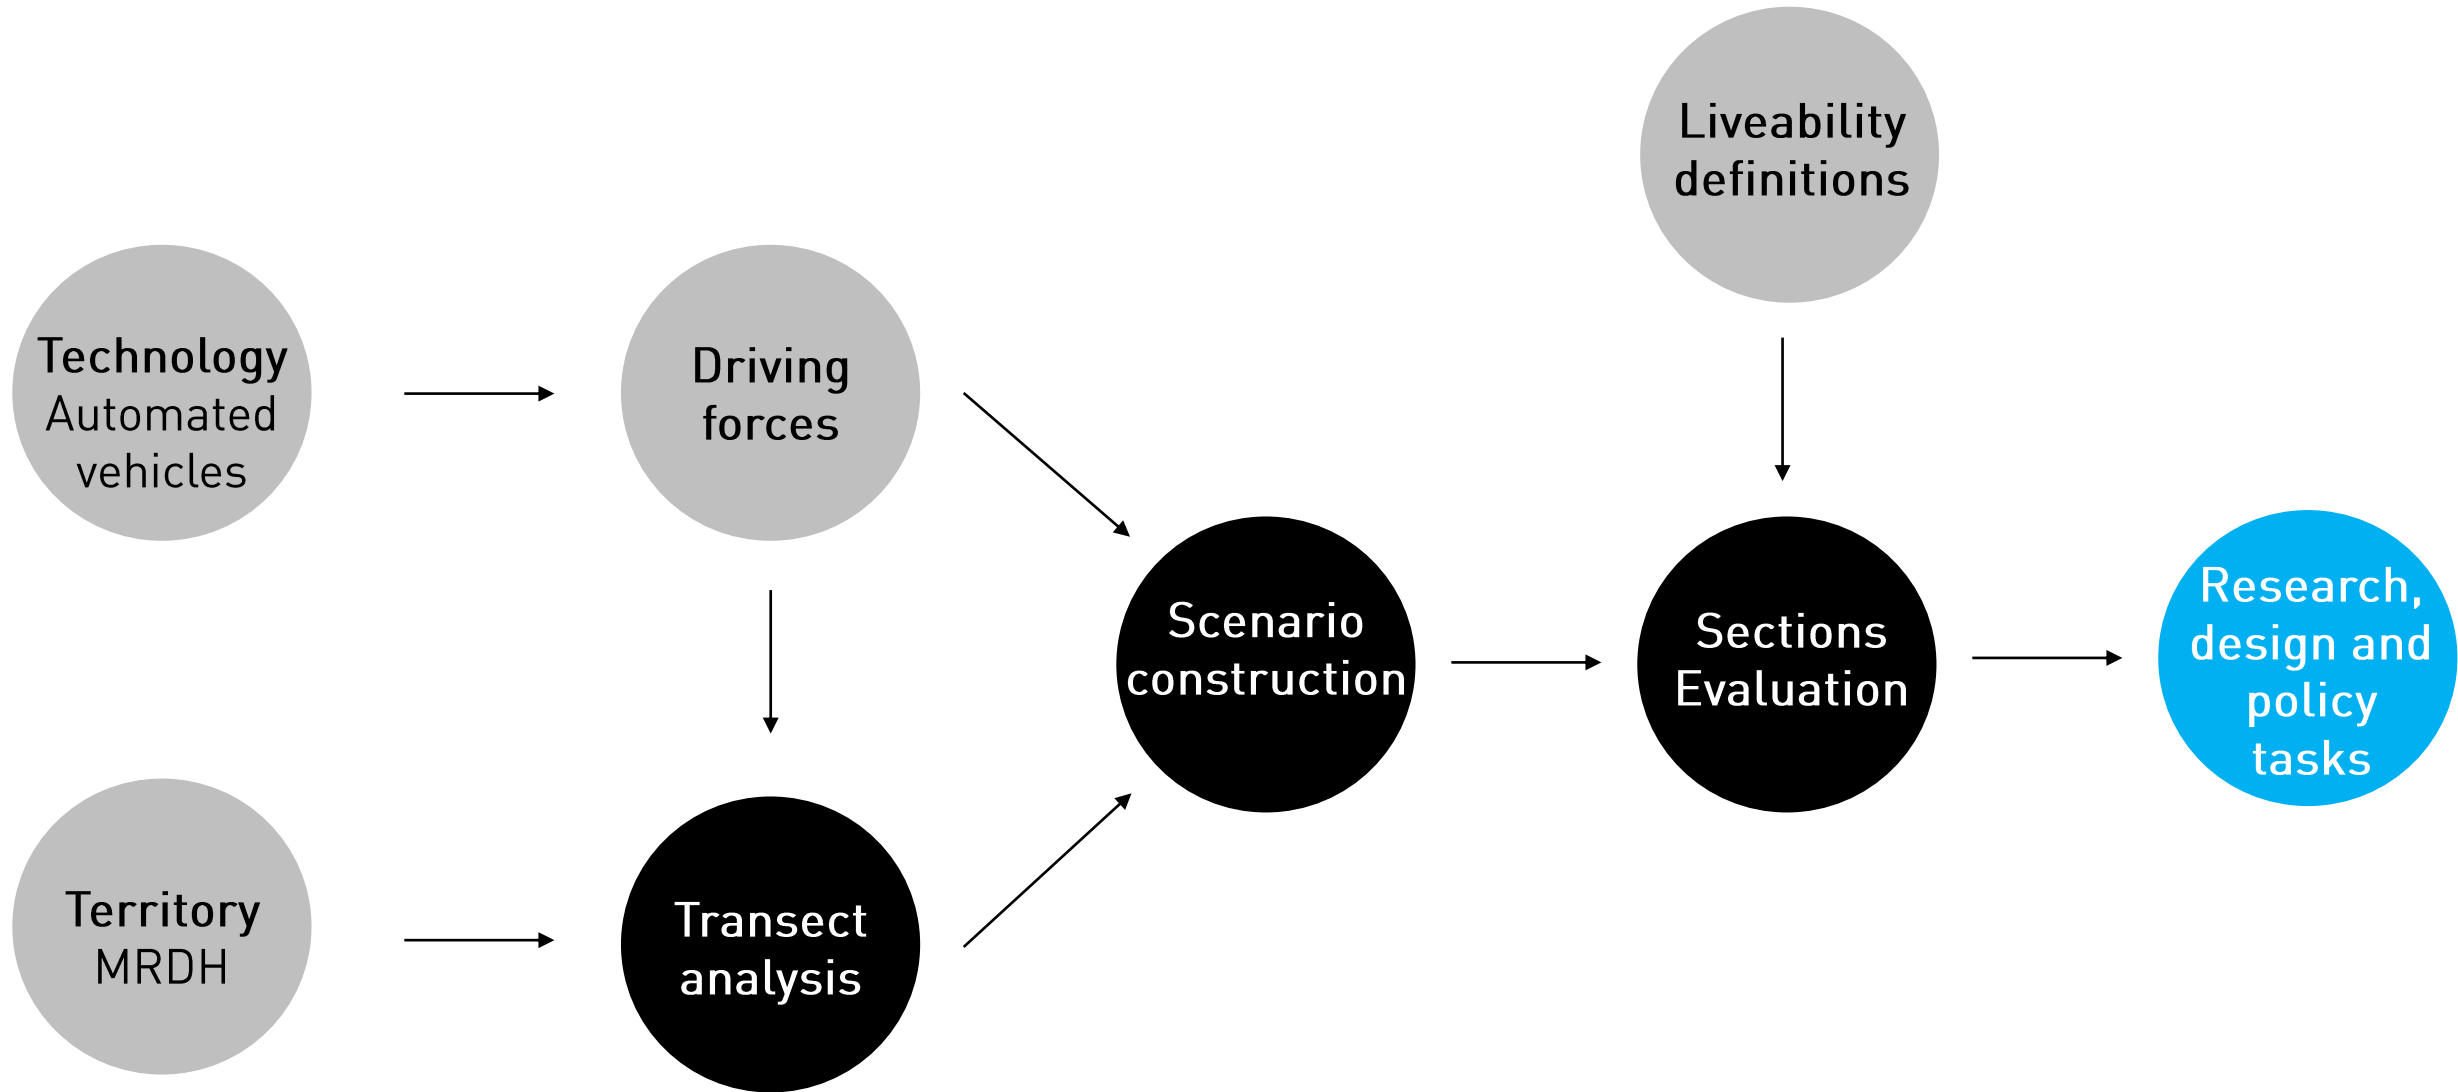 Liveability
definitions
Technology
Automated
vehicles
Driving
forces
Scenario
construction
Sections
Evaluation
Research,
design and
policy
tasks
Territory
MRDH
Transect
analysis